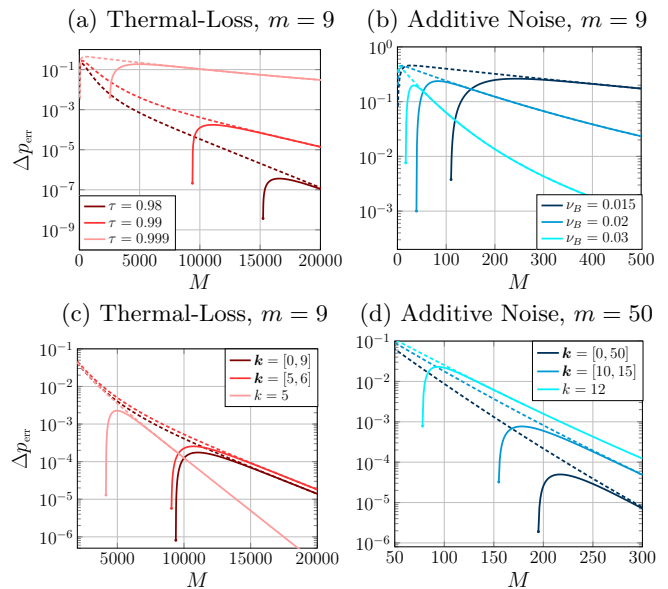 (a) Thermal-Loss, m = 9
Δp_err
10^{-1}
10^{-3}
10^{-5}
10^{-7}
10^{-9}
τ = 0.98
τ = 0.99
τ = 0.999
0 5000 10000 15000 20000
M
(b) Additive Noise, m = 9
10^{0}
10^{-1}
10^{-2}
10^{-3}
ν_B = 0.015
ν_B = 0.02
ν_B = 0.03
0 100 200 300 400 500
M
(c) Thermal-Loss, m = 9
Δp_err
10^{-1}
10^{-2}
10^{-3}
10^{-4}
10^{-5}
10^{-6}
k = [0, 9]
k = [5, 6]
k = 5
5000 10000 15000 20000
M
(d) Additive Noise, m = 50
10^{-1}
10^{-2}
10^{-3}
10^{-4}
10^{-5}
10^{-6}
k = [0, 50]
k = [10, 15]
k = 12
50 100 150 200 250 300
M